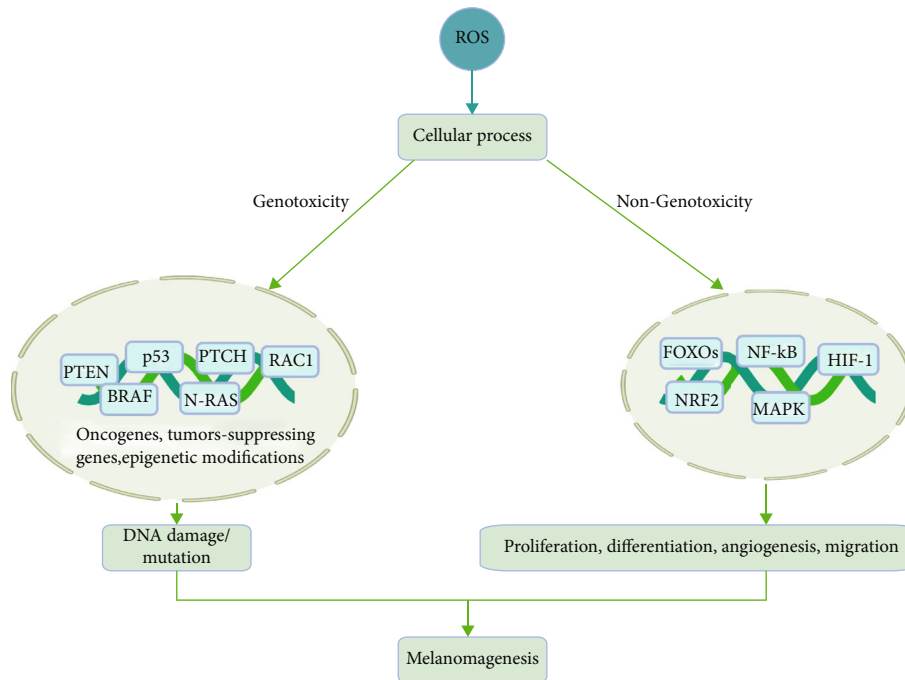 ROS
Cellular process
Genotoxicity
Non-Genotoxicity
PTEN
BRAF
p53
N-RAS
PTCH
RAC1
Oncogenes, tumors-suppressing
genes,epigenetic modifications
FOXOs
NRF2
NF-kB
MAPK
HIF-1
DNA damage/
mutation
Proliferation, differentiation, angiogenesis, migration
Melanomagenesis